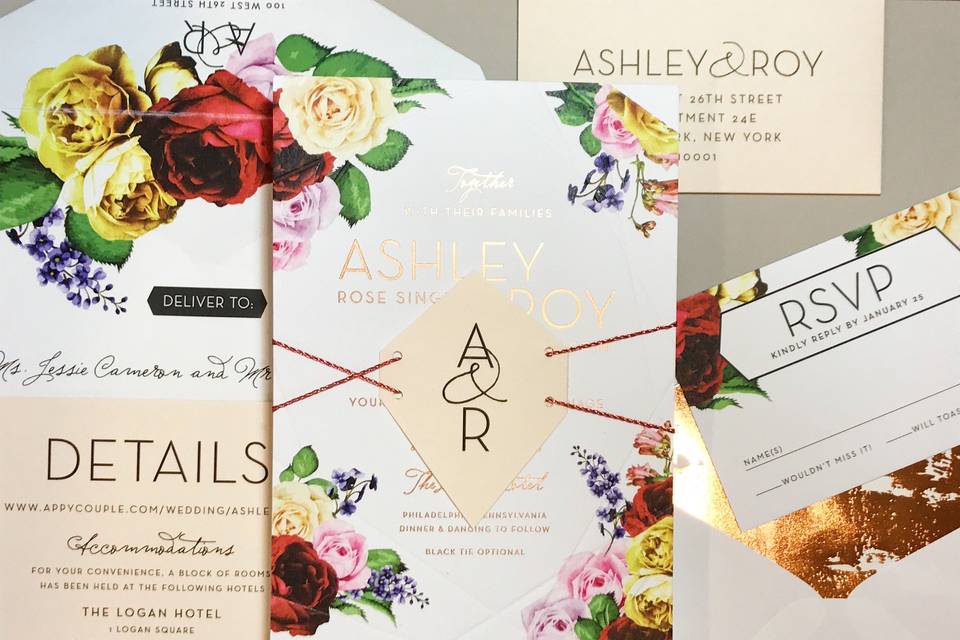 100 WEST 26TH STREET
A&R
DELIVER TO:
Ms. Jessie Cameron and Mr
DETAILS
WWW.APPYCOUPLE.COM/WEDDING/ASHLE
Accommodations
FOR YOUR CONVENIENCE, A BLOCK OF ROOMS
HAS BEEN HELD AT THE FOLLOWING HOTELS
THE LOGAN HOTEL
1 LOGAN SQUARE
Together
WITH THEIR FAMILIES
ASHLEY
ROSE SING
ROY
A
&
R
YOUR
PHILADELPHIA, PENNSYLVANIA
DINNER & DANCING TO FOLLOW
BLACK TIE OPTIONAL
ASHLEY & ROY
26TH STREET
24E
NEW YORK
0001
RSVP
KINDLY REPLY BY JANUARY 25
NAME(S)
WOULDN'T MISS IT!
WILL TOAS